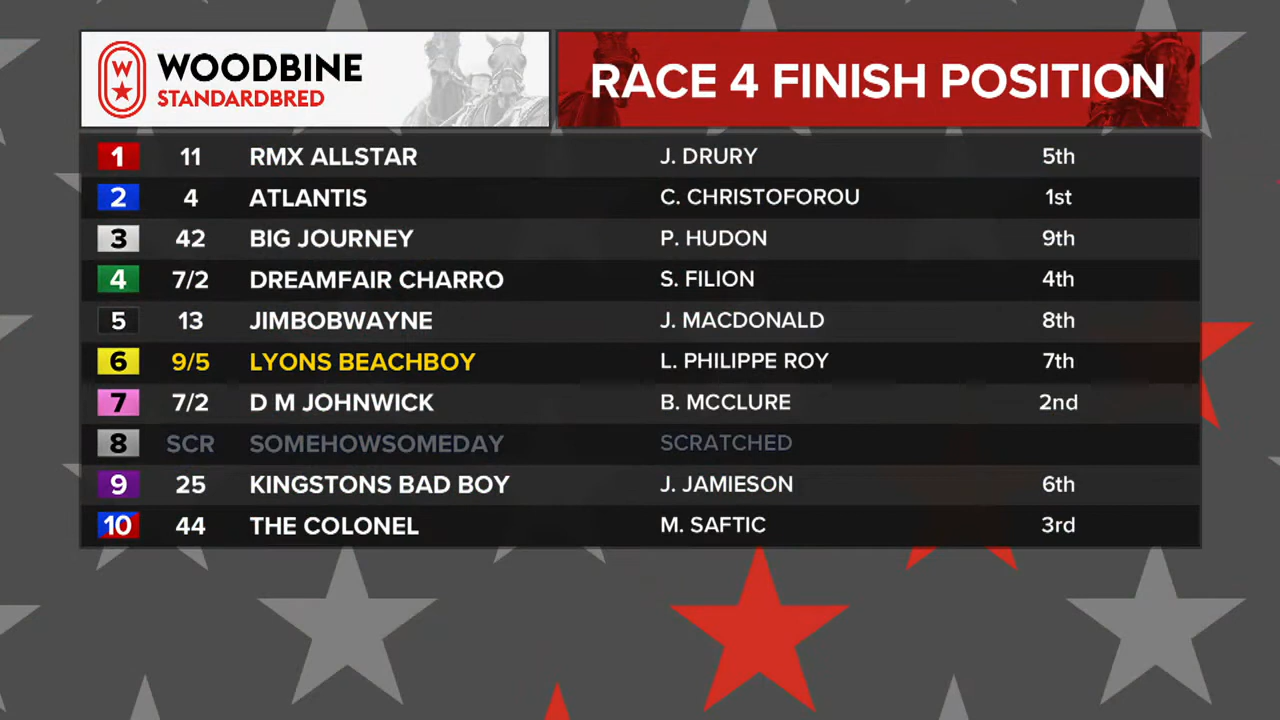 W
WOODBINE
STANDARDBRED
RACE 4 FINISH POSITION
1 11 RMX ALLSTAR J. DRURY 5th
2 4 ATLANTIS C. CHRISTOFOROU 1st
3 42 BIG JOURNEY P. HUDON 9th
4 7/2 DREAMFAIR CHARRO S. FILION 4th
5 13 JIMBOBWAYNE J. MACDONALD 8th
6 9/5 LYONS BEACHBOY L. PHILIPPE ROY 7th
7 7/2 D M JOHNWICK B. MCCLURE 2nd
8 SCR SOMEHOWSOMEDAY SCRATCHED
9 25 KINGSTONS BAD BOY J. JAMIESON 6th
10 44 THE COLONEL M. SAFTIC 3rd